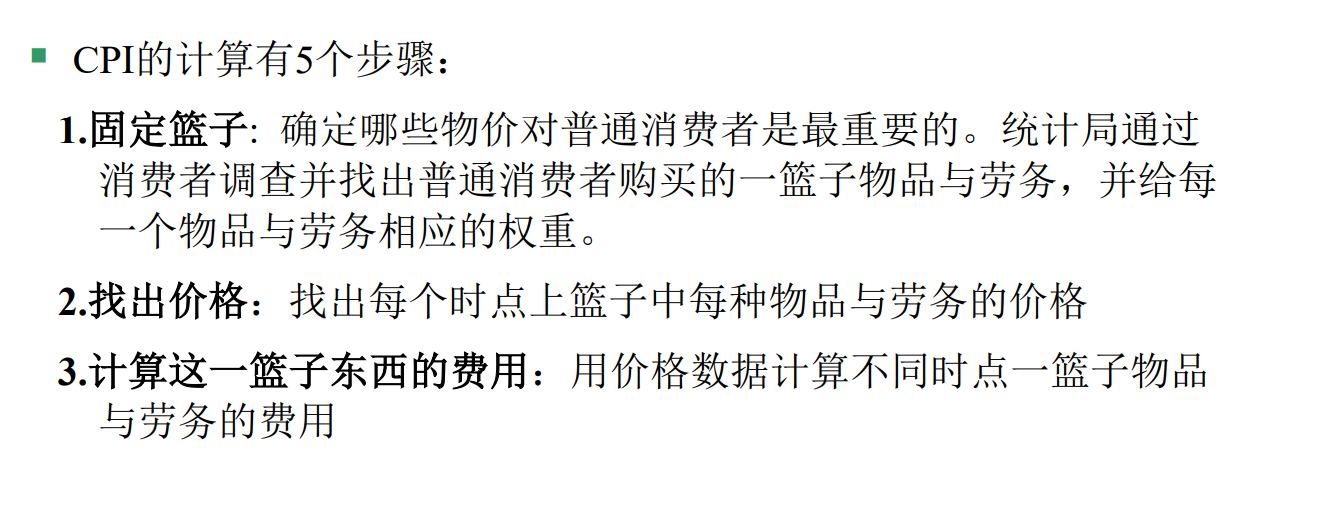 CPI的计算有5个步骤：
1.固定篮子: 确定哪些物价对普通消费者是最重要的。统计局通过
消费者调查并找出普通消费者购买的一篮子物品与劳务，并给每
一个物品与劳务相应的权重。
2.找出价格：找出每个时点上篮子中每种物品与劳务的价格
3.计算这一篮子东西的费用：用价格数据计算不同时点一篮子物品
与劳务的费用